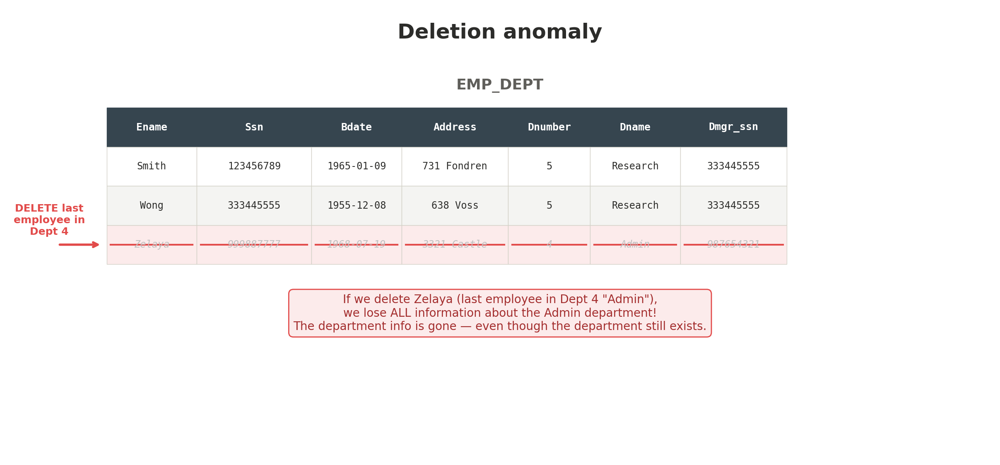 Deletion anomaly
EMP_DEPT
Ename Ssn Bdate Address Dnumber Dname Dmgr_ssn
Smith 123456789 1965-01-09 731 Fondren 5 Research 333445555
Wong 333445555 1955-12-08 638 Voss 5 Research 333445555
DELETE last
employee in
Dept 4
Zelaya 999887777 1968-07-19 3321 Castle 4 Admin 987654321
If we delete Zelaya (last employee in Dept 4 "Admin"),
we lose ALL information about the Admin department!
The department info is gone — even though the department still exists.